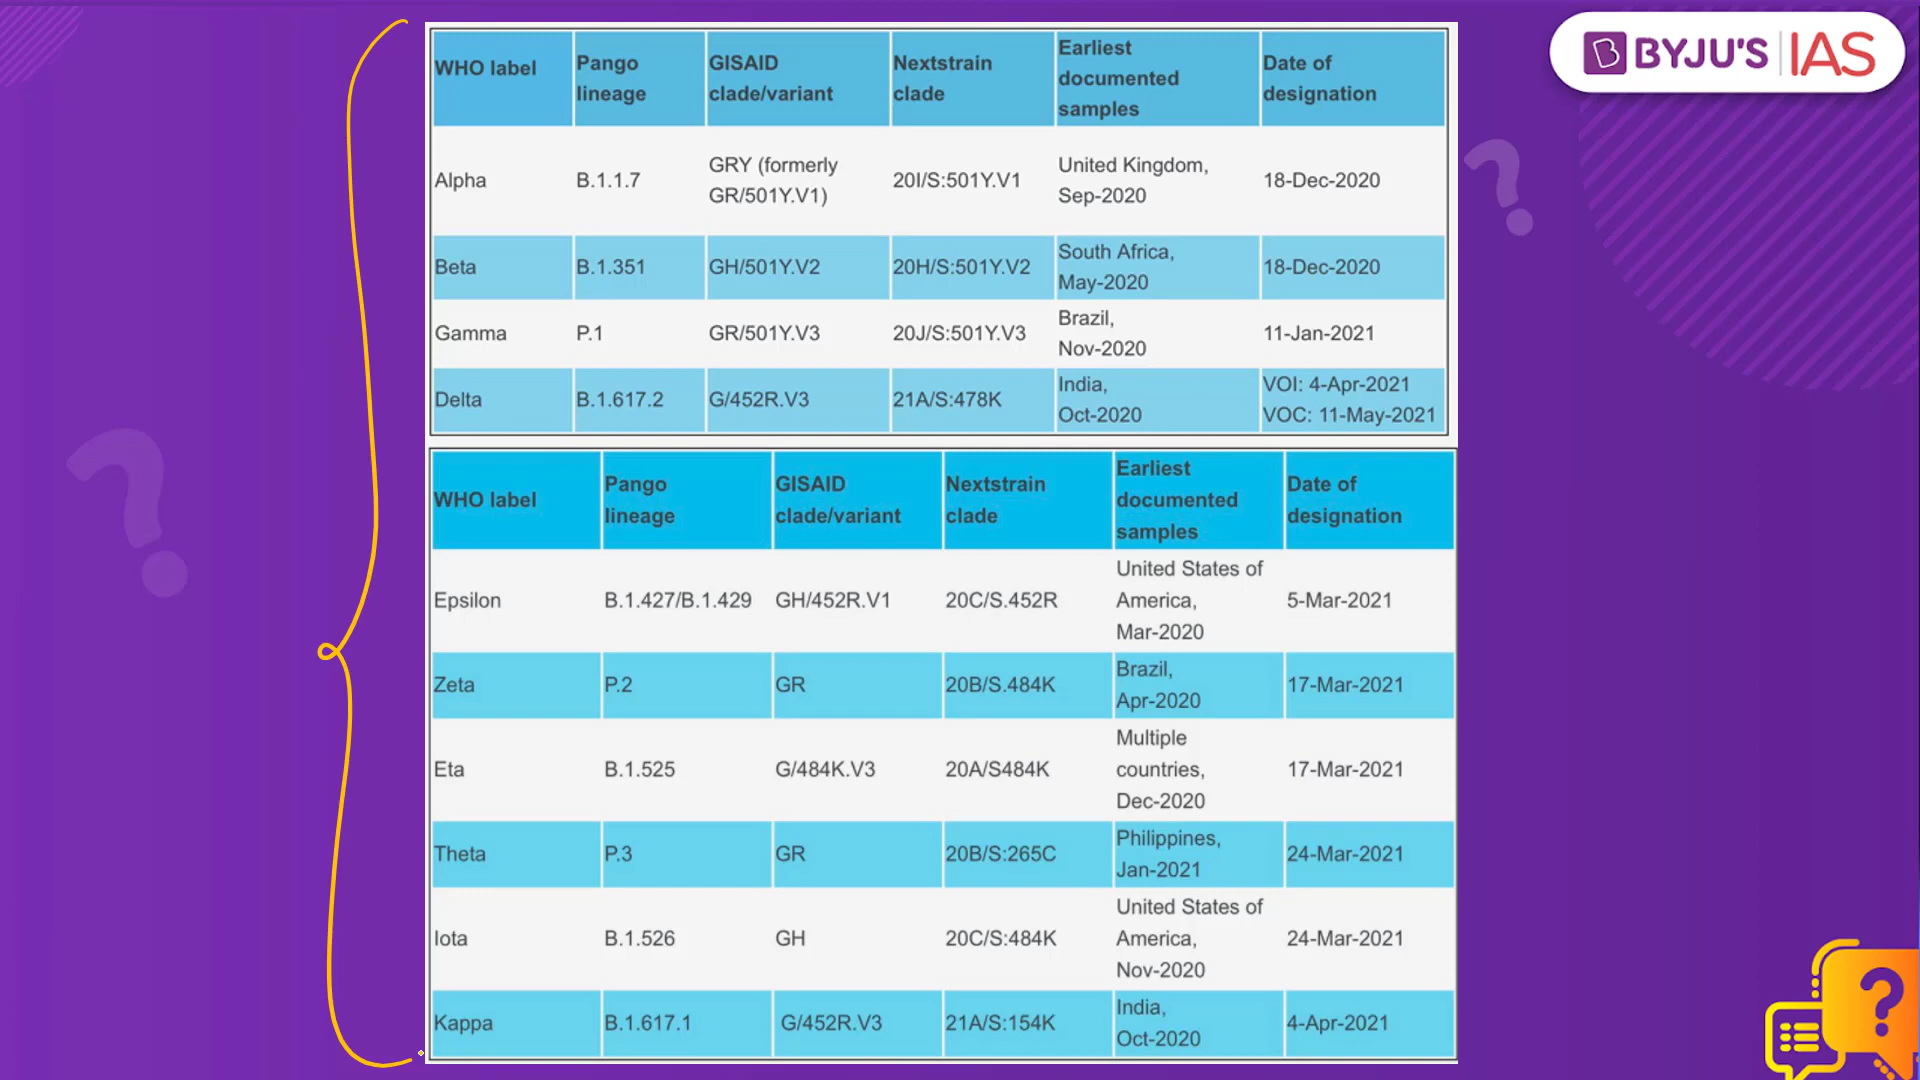 BYJU'S IAS
WHO label | Pango lineage | GISAID clade/variant | Nextstrain clade | Earliest documented samples | Date of designation
Alpha | B.1.1.7 | GRY (formerly GR/501Y.V1) | 20I/S:501Y.V1 | United Kingdom, Sep-2020 | 18-Dec-2020
Beta | B.1.351 | GH/501Y.V2 | 20H/S:501Y.V2 | South Africa, May-2020 | 18-Dec-2020
Gamma | P.1 | GR/501Y.V3 | 20J/S:501Y.V3 | Brazil, Nov-2020 | 11-Jan-2021
Delta | B.1.617.2 | G/452R.V3 | 21A/S:478K | India, Oct-2020 | VOI: 4-Apr-2021 VOC: 11-May-2021
WHO label | Pango lineage | GISAID clade/variant | Nextstrain clade | Earliest documented samples | Date of designation
Epsilon | B.1.427/B.1.429 | GH/452R.V1 | 20C/S.452R | United States of America, Mar-2020 | 5-Mar-2021
Zeta | P.2 | GR | 20B/S.484K | Brazil, Apr-2020 | 17-Mar-2021
Eta | B.1.525 | G/484K.V3 | 20A/S484K | Multiple countries, Dec-2020 | 17-Mar-2021
Theta | P.3 | GR | 20B/S:265C | Philippines, Jan-2021 | 24-Mar-2021
Iota | B.1.526 | GH | 20C/S:484K | United States of America, Nov-2020 | 24-Mar-2021
Kappa | B.1.617.1 | G/452R.V3 | 21A/S:154K | India, Oct-2020 | 4-Apr-2021